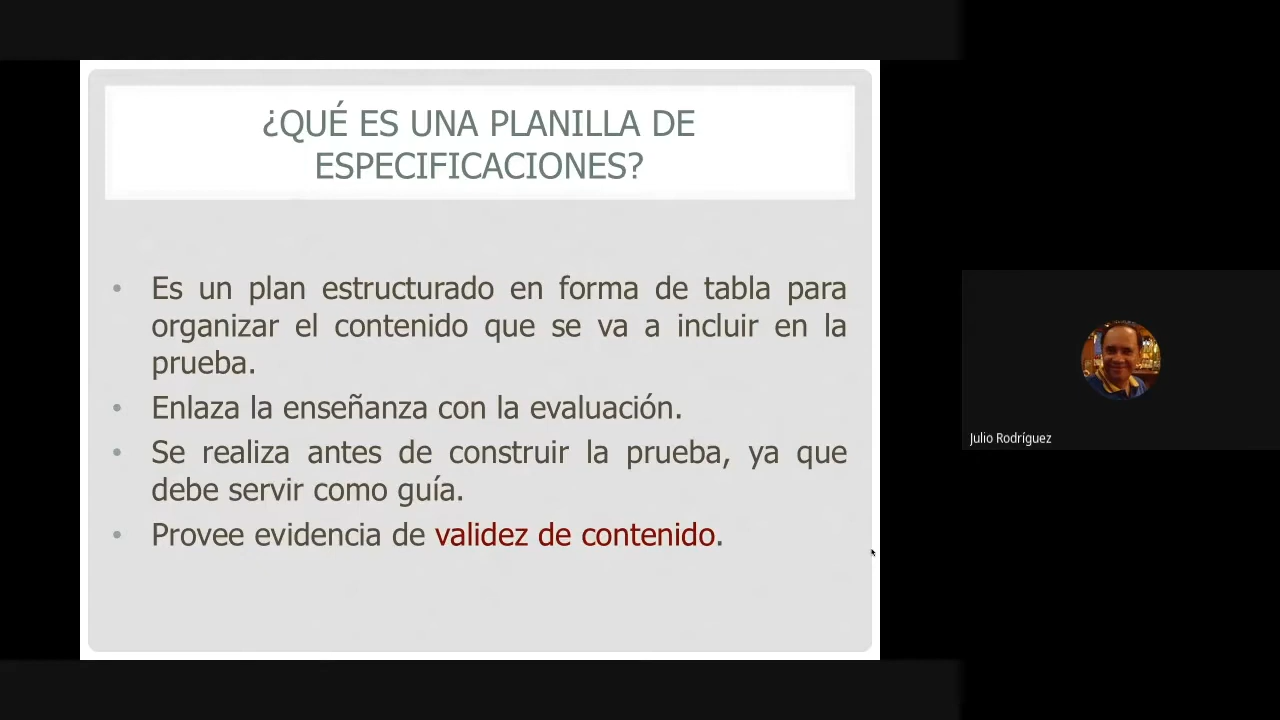 ¿QUÉ ES UNA PLANILLA DE
ESPECIFICACIONES?
• Es un plan estructurado en forma de tabla para
organizar el contenido que se va a incluir en la
prueba.
• Enlaza la enseñanza con la evaluación.
• Se realiza antes de construir la prueba, ya que
debe servir como guía.
• Provee evidencia de validez de contenido.
Julio Rodríguez